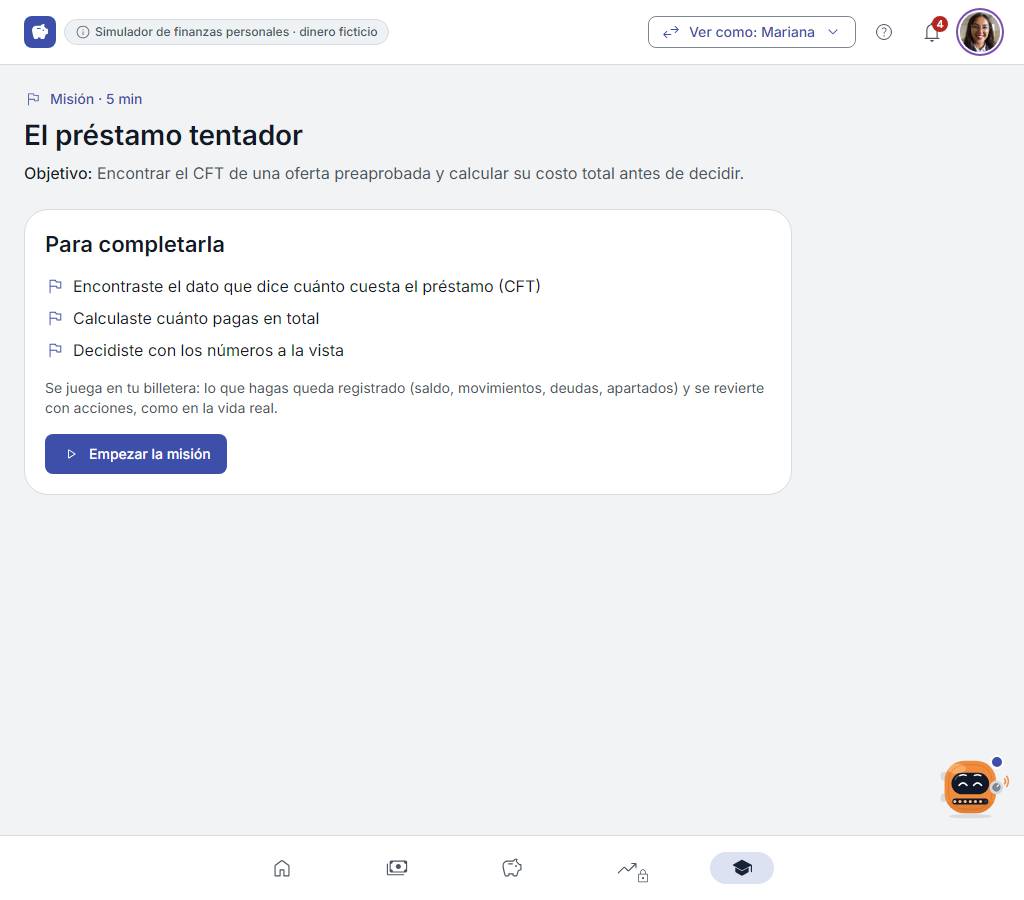 Simulador de finanzas personales · dinero ficticio
Ver como: Mariana
4
Misión · 5 min
El préstamo tentador
Objetivo: Encontrar el CFT de una oferta preaprobada y calcular su costo total antes de decidir.
Para completarla
Encontraste el dato que dice cuánto cuesta el préstamo (CFT)
Calculaste cuánto pagas en total
Decidiste con los números a la vista
Se juega en tu billetera: lo que hagas queda registrado (saldo, movimientos, deudas, apartados) y se revierte
con acciones, como en la vida real.
Empezar la misión